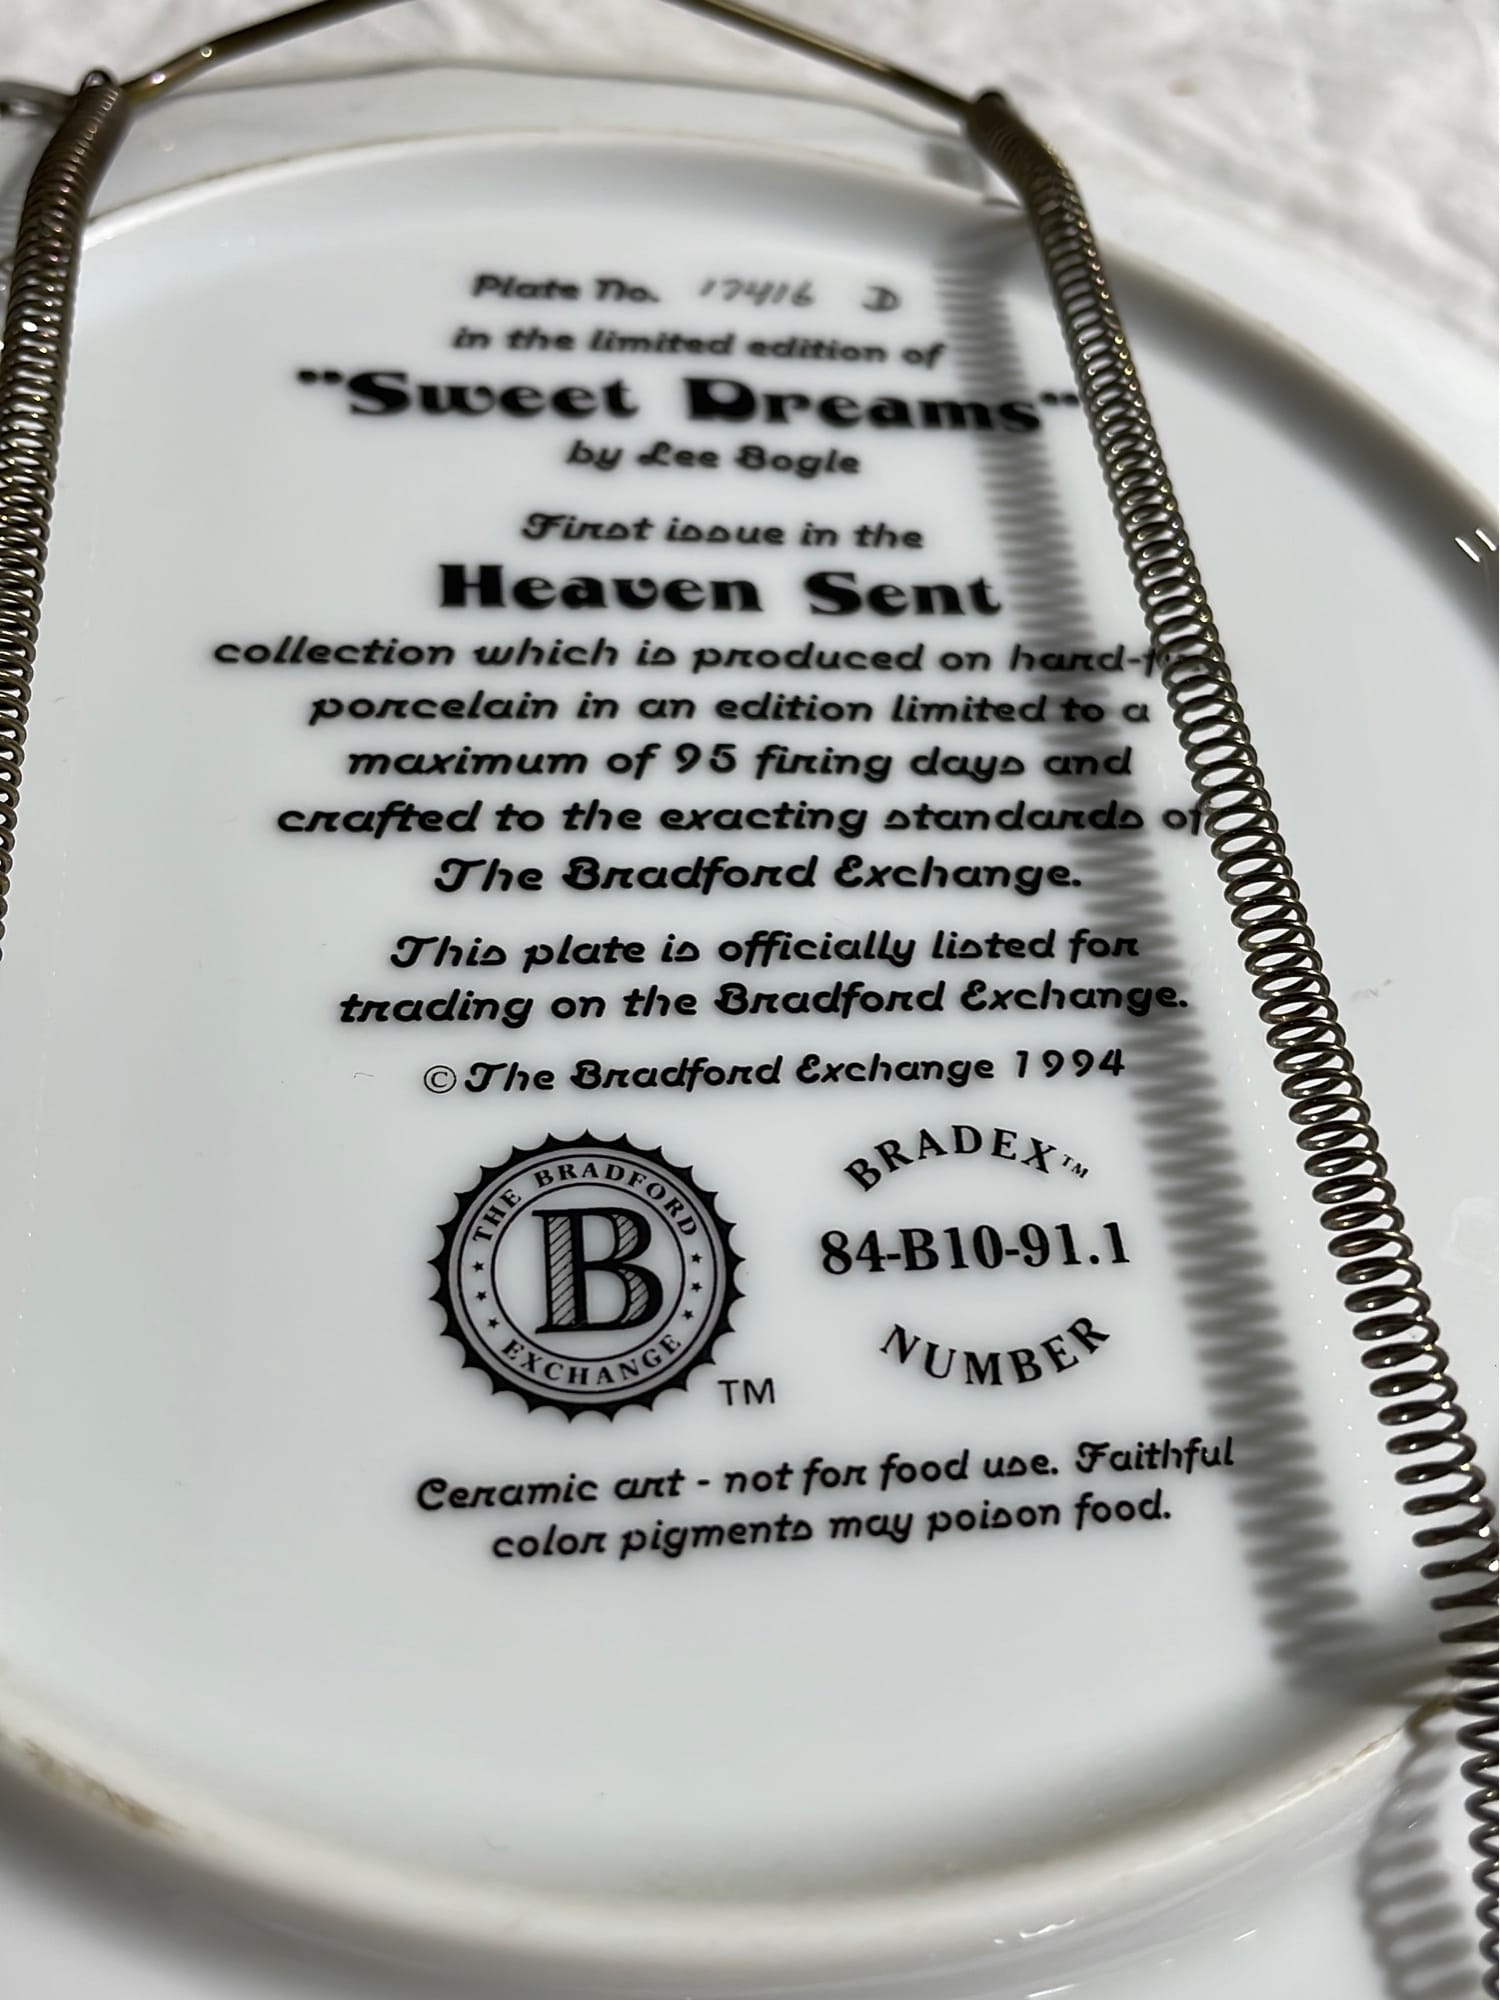 Plate No. 17416 D
in the limited edition of
"Sweet Dreams"
by Lee Bogle
First issue in the
Heaven Sent
collection which is produced on hand-f
porcelain in an edition limited to a
maximum of 95 firing days and
crafted to the exacting standards of
The Bradford Exchange.
This plate is officially listed for
trading on the Bradford Exchange.
© The Bradford Exchange 1994
THE BRADFORD
B
EXCHANGE
TM
BRADEX™
84-B10-91.1
NUMBER
Ceramic art - not for food use. Faithful
color pigments may poison food.